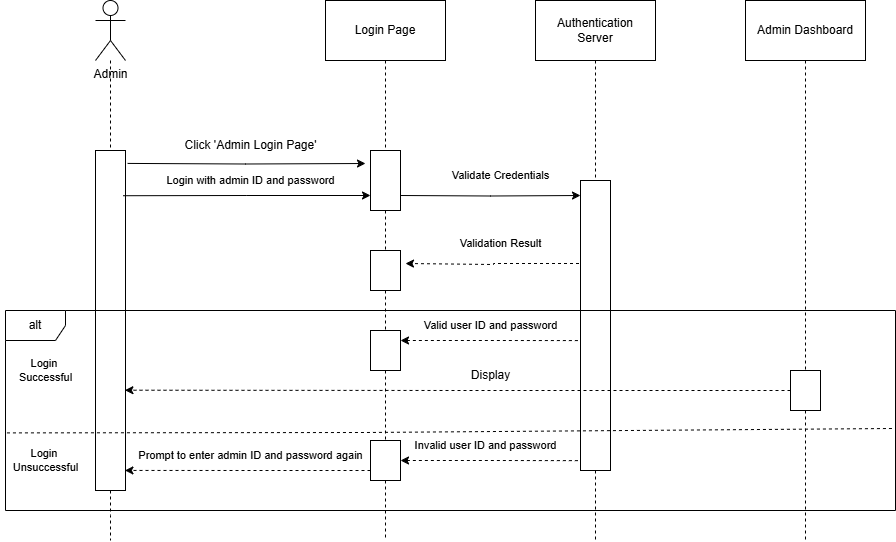 Admin
Login Page
Authentication
Server
Admin Dashboard
Click 'Admin Login Page'
Login with admin ID and password
Validate Credentials
Validation Result
alt
Valid user ID and password
Login
Successful
Display
Invalid user ID and password
Login
Unsuccessful
Prompt to enter admin ID and password again